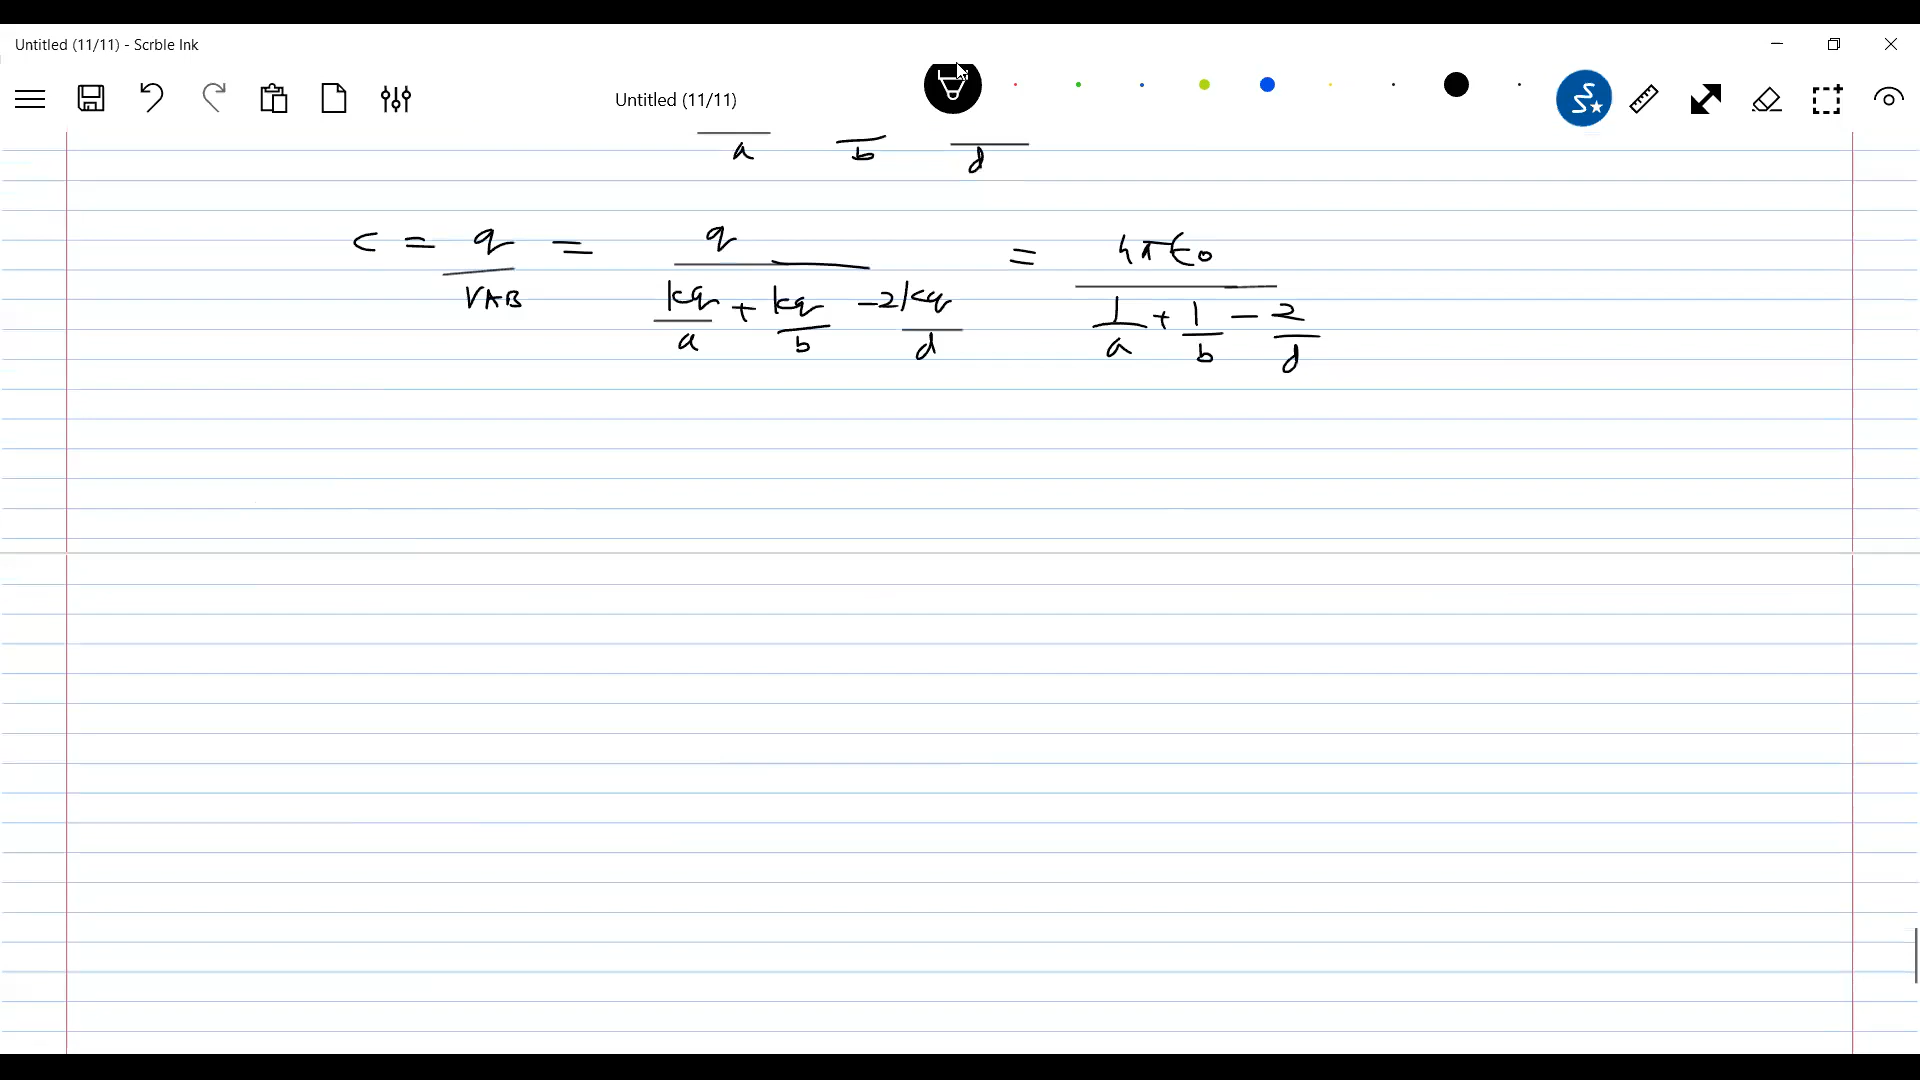 Untitled (11/11) - Scrble Ink
Untitled (11/11)
a b d
c = q/VAB = q/(kq/a + kq/b - 2kq/d) = 4πϵ₀/(1/a + 1/b - 2/d)